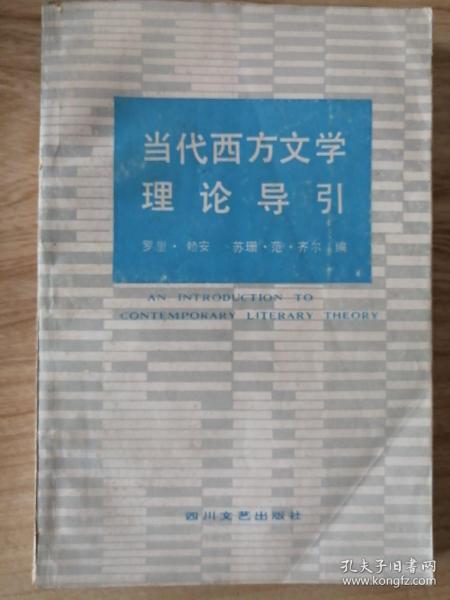 当代西方文学
理论导引
罗里·赖安 苏珊·范·齐尔 编
AN INTRODUCTION TO
CONTEMPORARY LITERARY THEORY
四川文艺出版社
孔夫子旧书网
www.kongfz.com